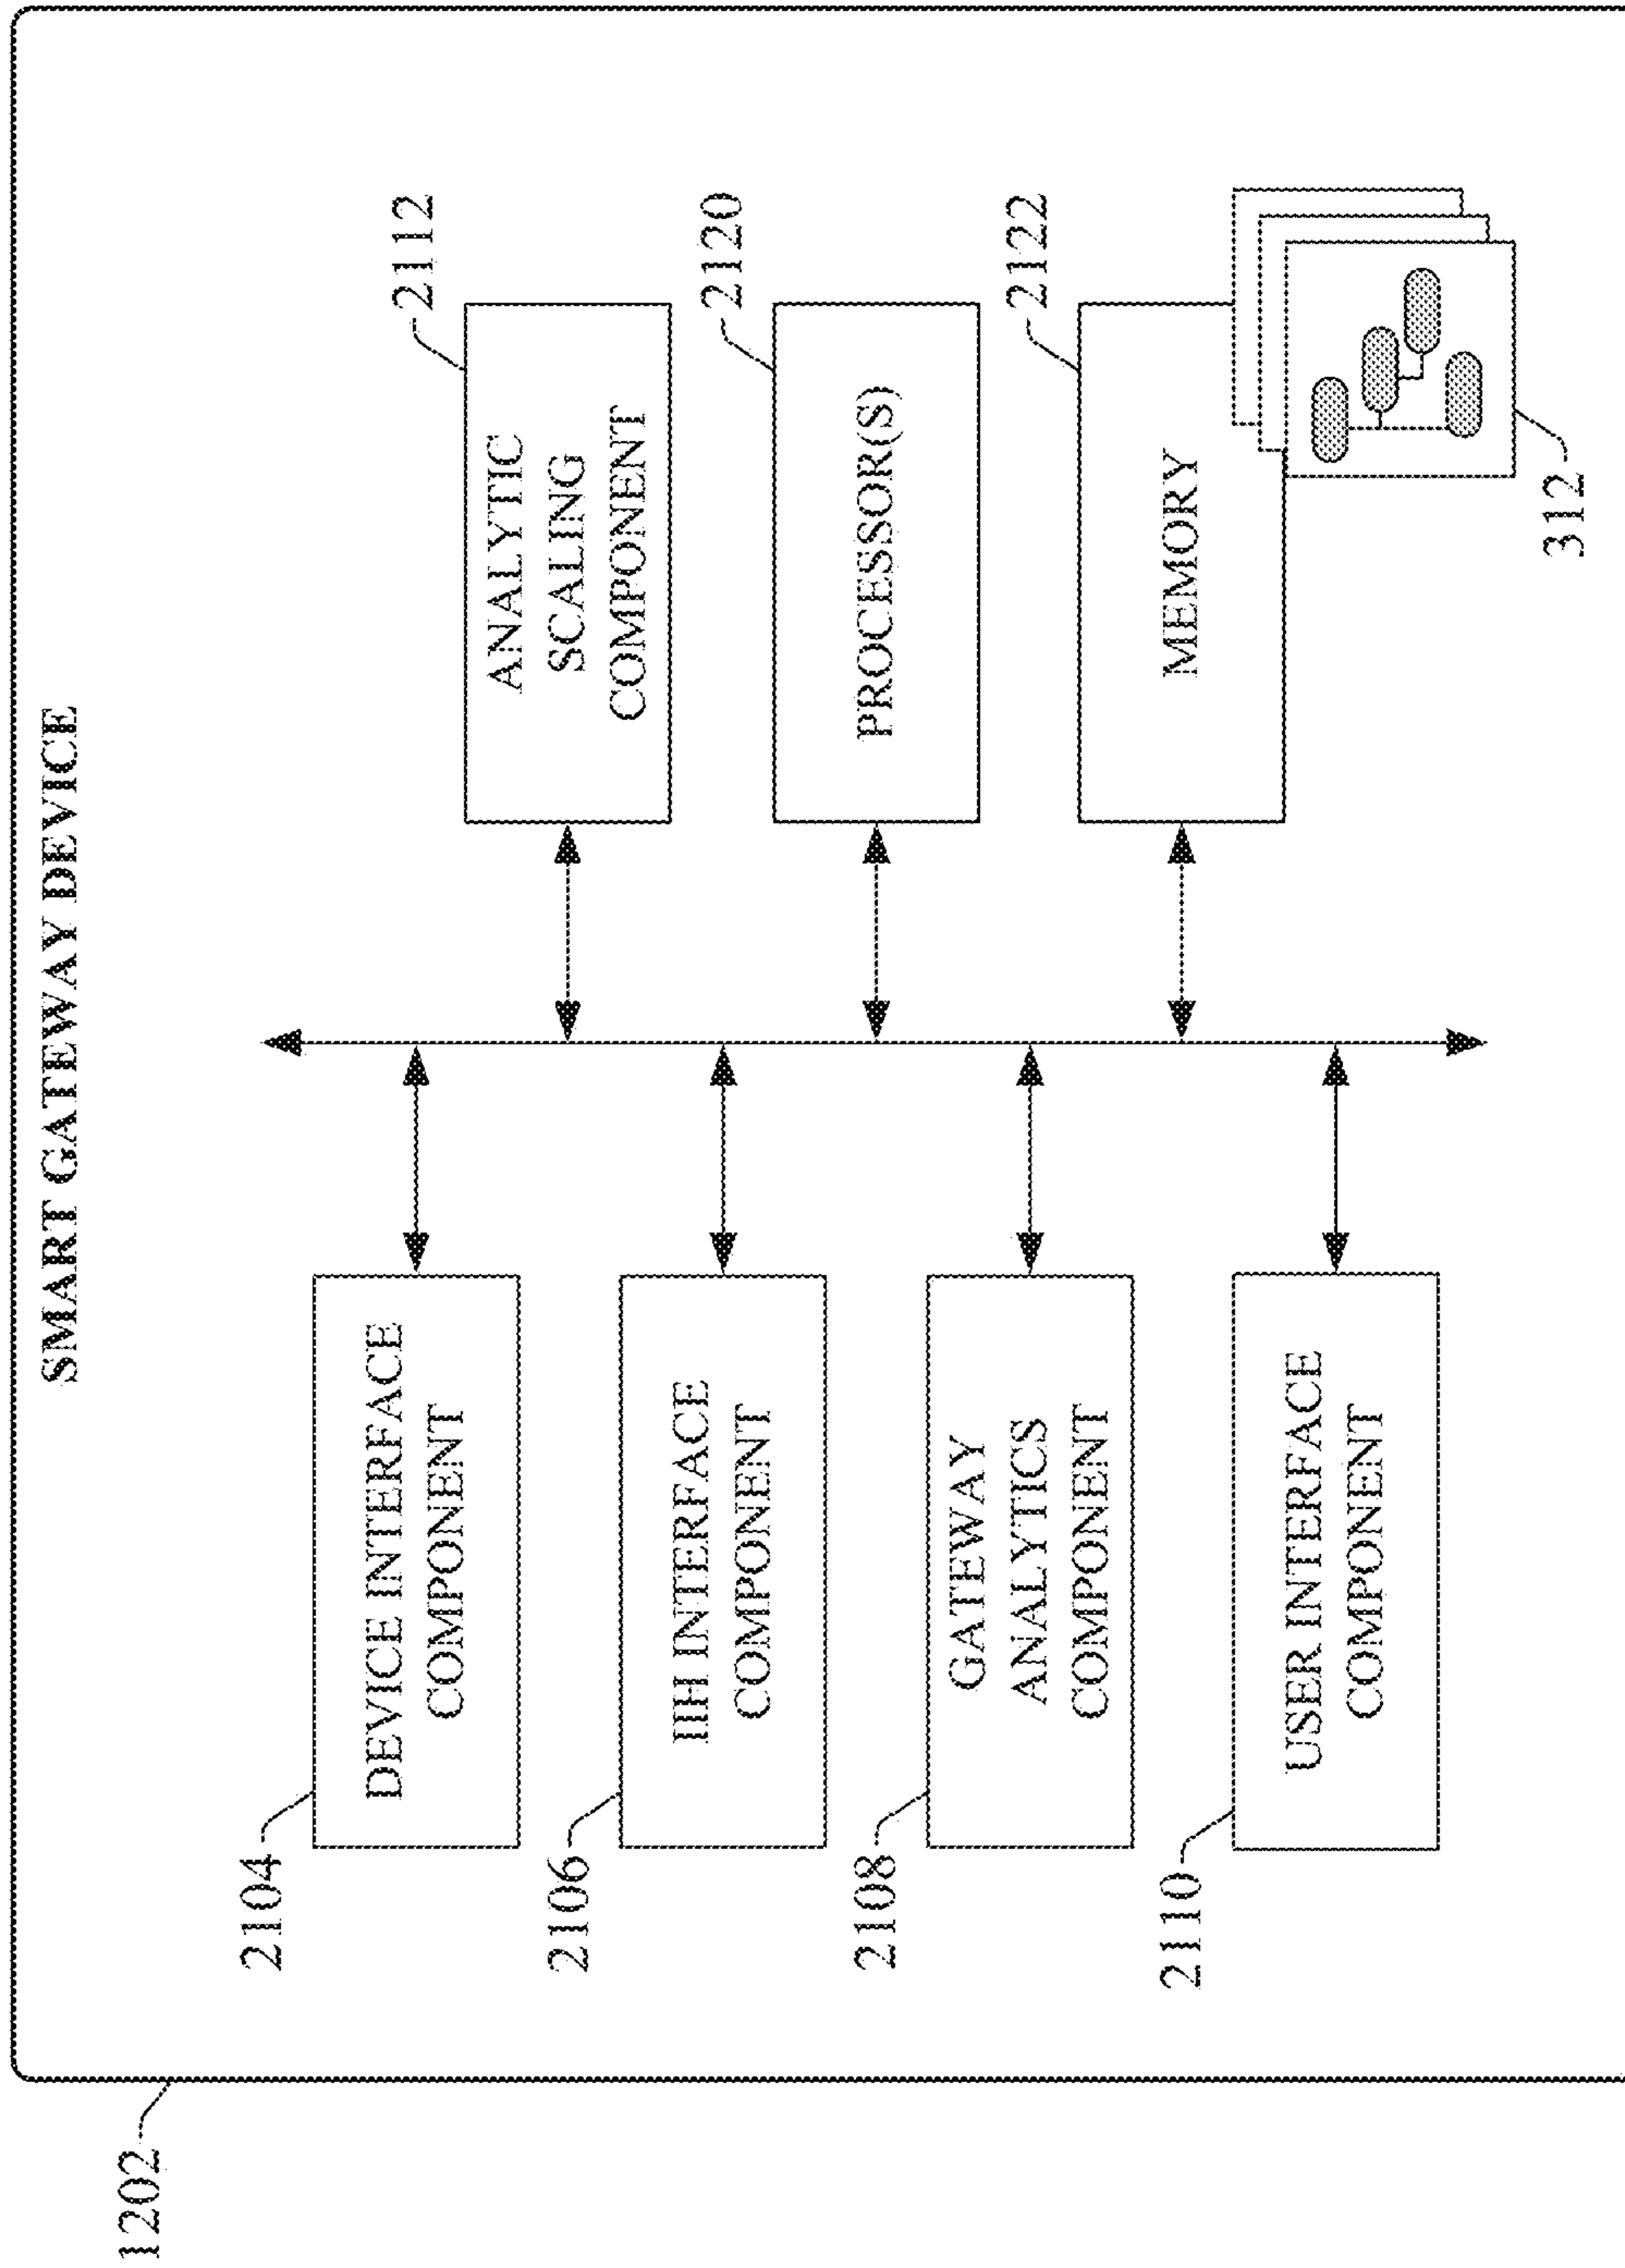 SMART GATEWAY DEVICE
1202
2104
DEVICE INTERFACE
COMPONENT
2106
IIH INTERFACE
COMPONENT
2108
GATEWAY
ANALYTICS
COMPONENT
2110
USER INTERFACE
COMPONENT
2112
ANALYTIC
SCALING
COMPONENT
2120
PROCESSOR(S)
2122
MEMORY
312